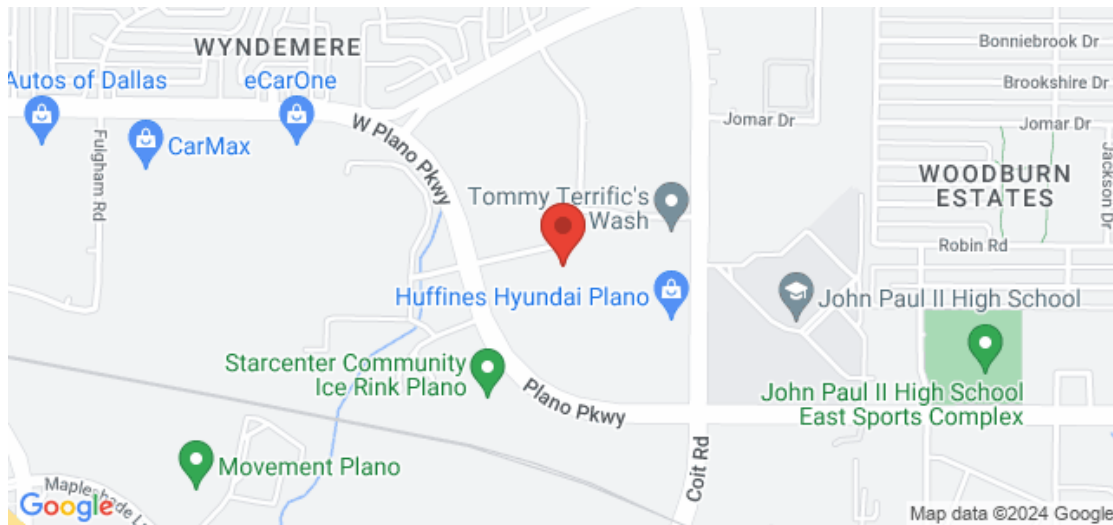 WYNDEMERE
Bonniebrook Dr
Autos of Dallas
eCarOne
Brookshire Dr
CarMax
W Plano Pkwy
Jomar Dr
Jomar Dr
Fulgham Rd
Jackson Dr
WOODBURN
ESTATES
Tommy Terrific's
Wash
Robin Rd
Huffines Hyundai Plano
John Paul II High School
Starcenter Community
Ice Rink Plano
Plano Pkwy
John Paul II High School
East Sports Complex
Movement Plano
Coit Rd
Google
Map data ©2024 Google